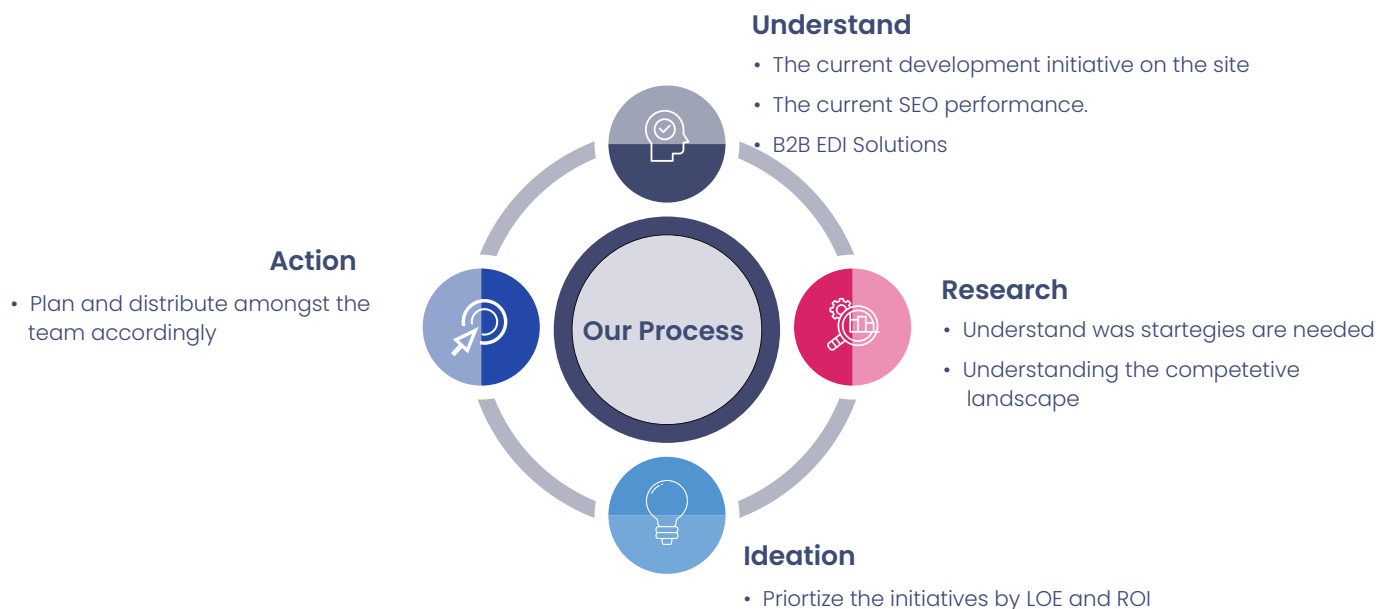 Understand
• The current development initiative on the site
• The current SEO performance.
• B2B EDI Solutions
Action
• Plan and distribute amongst the
team accordingly
Our Process
Research
• Understand was startegies are needed
• Understanding the competetive
landscape
Ideation
• Priortize the initiatives by LOE and ROI